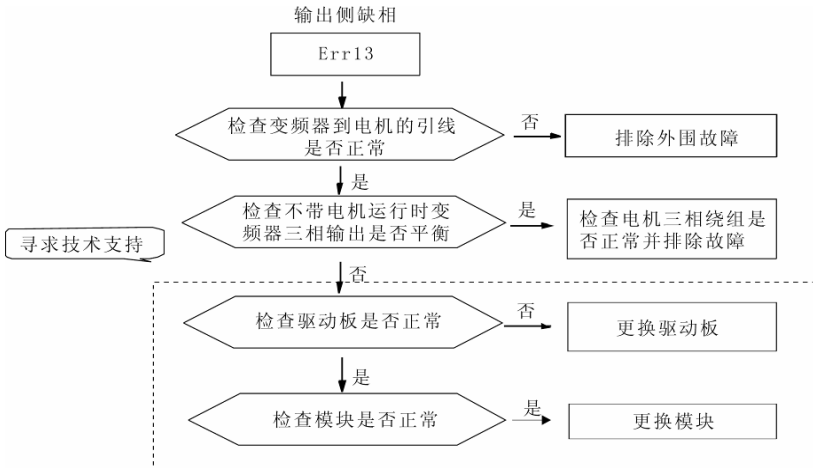 输出侧缺相
Err13
检查变频器到电机的引线
是否正常
否
排除外围故障
是
检查不带电机运行时变
频器三相输出是否平衡
是
检查电机三相绕组是
否正常并排除故障
寻求技术支持
否
检查驱动板是否正常
否
更换驱动板
是
检查模块是否正常
是
更换模块